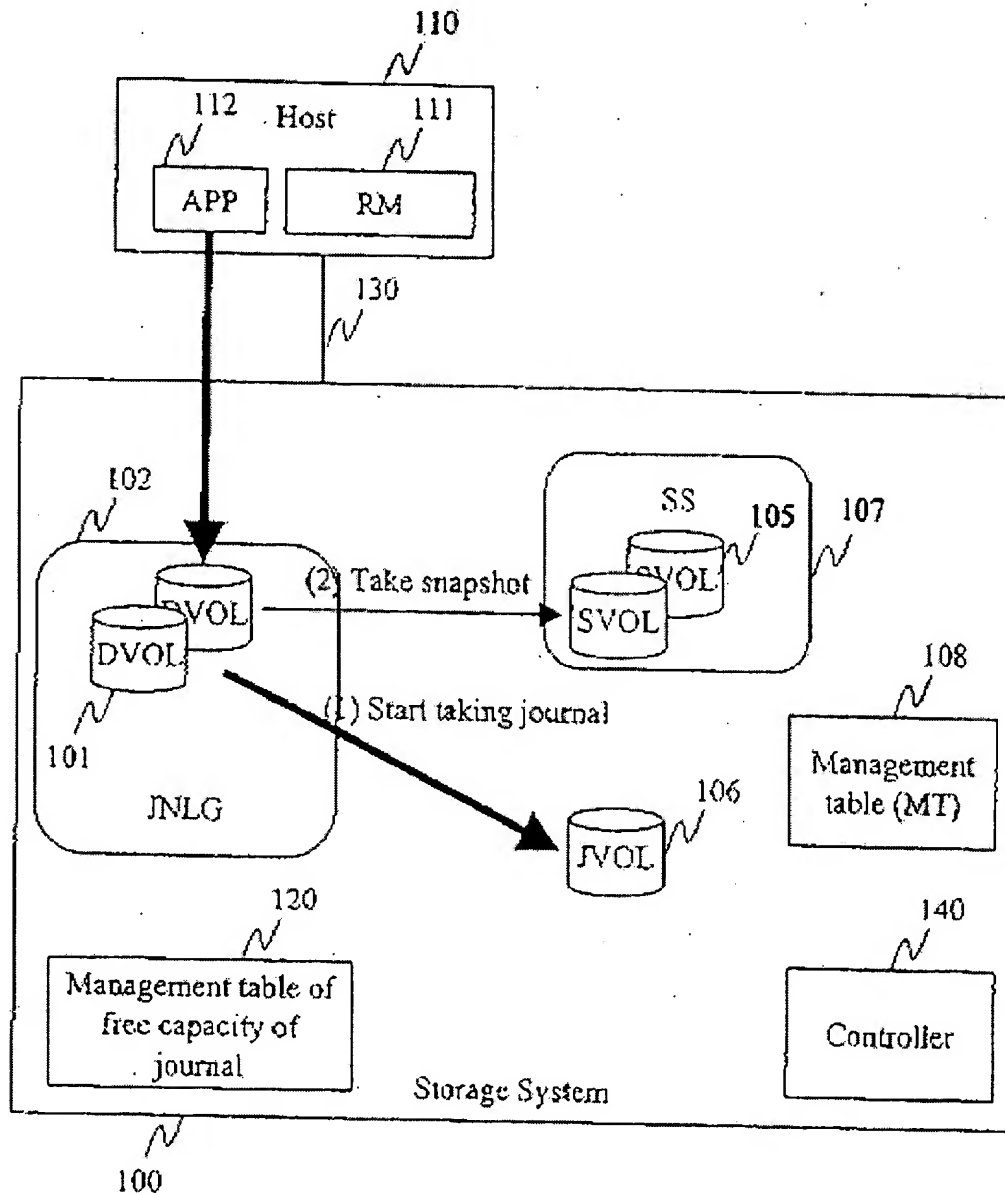 110
112
Host
111
APP
RM
130
102
SS
105
107
SVOL
DVOL
(2) Take snapshot
SVOL
DVOL
108
(1) Start taking journal
101
Management
table (MT)
JNLG
106
JVOL
120
140
Management table of
free capacity of
journal
Controller
Storage System
100